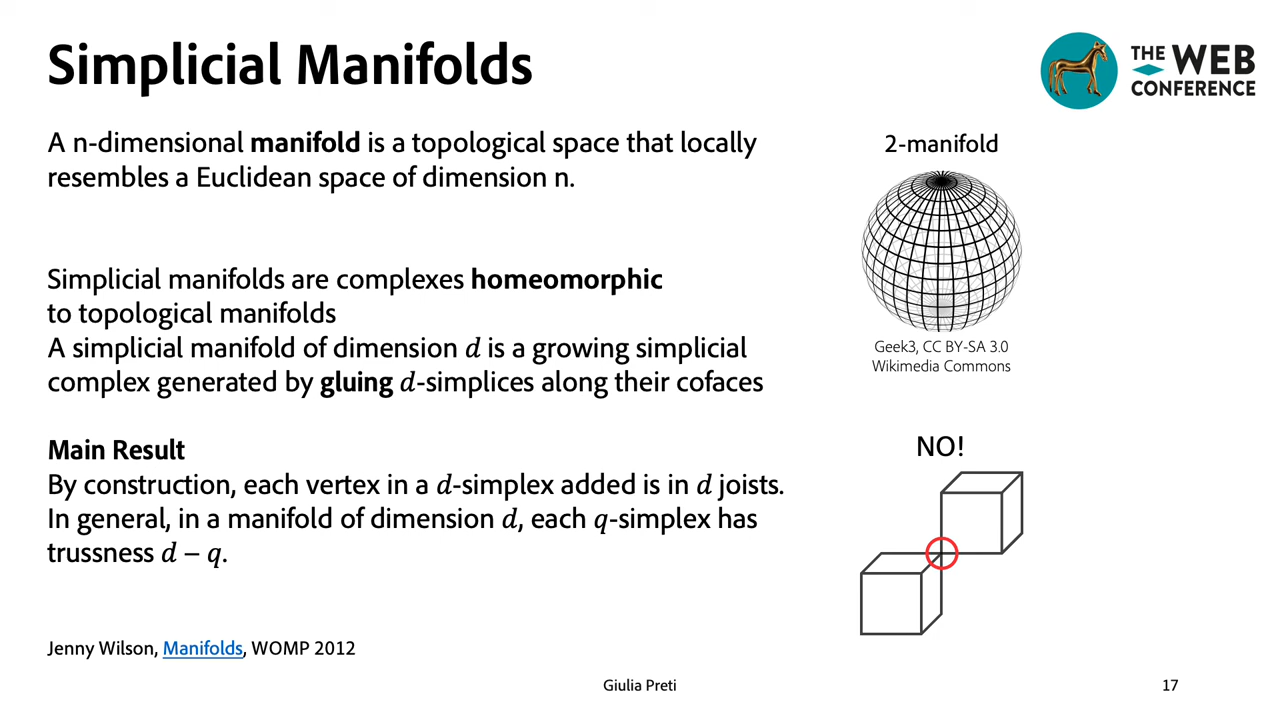 Simplicial Manifolds
THE WEB
CONFERENCE
A n-dimensional manifold is a topological space that locally
resembles a Euclidean space of dimension n.
2-manifold
Geek3, CC BY-SA 3.0
Wikimedia Commons
Simplicial manifolds are complexes homeomorphic
to topological manifolds
A simplicial manifold of dimension 𝑑 is a growing simplicial
complex generated by gluing 𝑑-simplices along their cofaces
Main Result
By construction, each vertex in a 𝑑-simplex added is in 𝑑 joists.
In general, in a manifold of dimension 𝑑, each 𝑞-simplex has
trussness 𝑑 − 𝑞.
NO!
Jenny Wilson, Manifolds, WOMP 2012
Giulia Preti
17